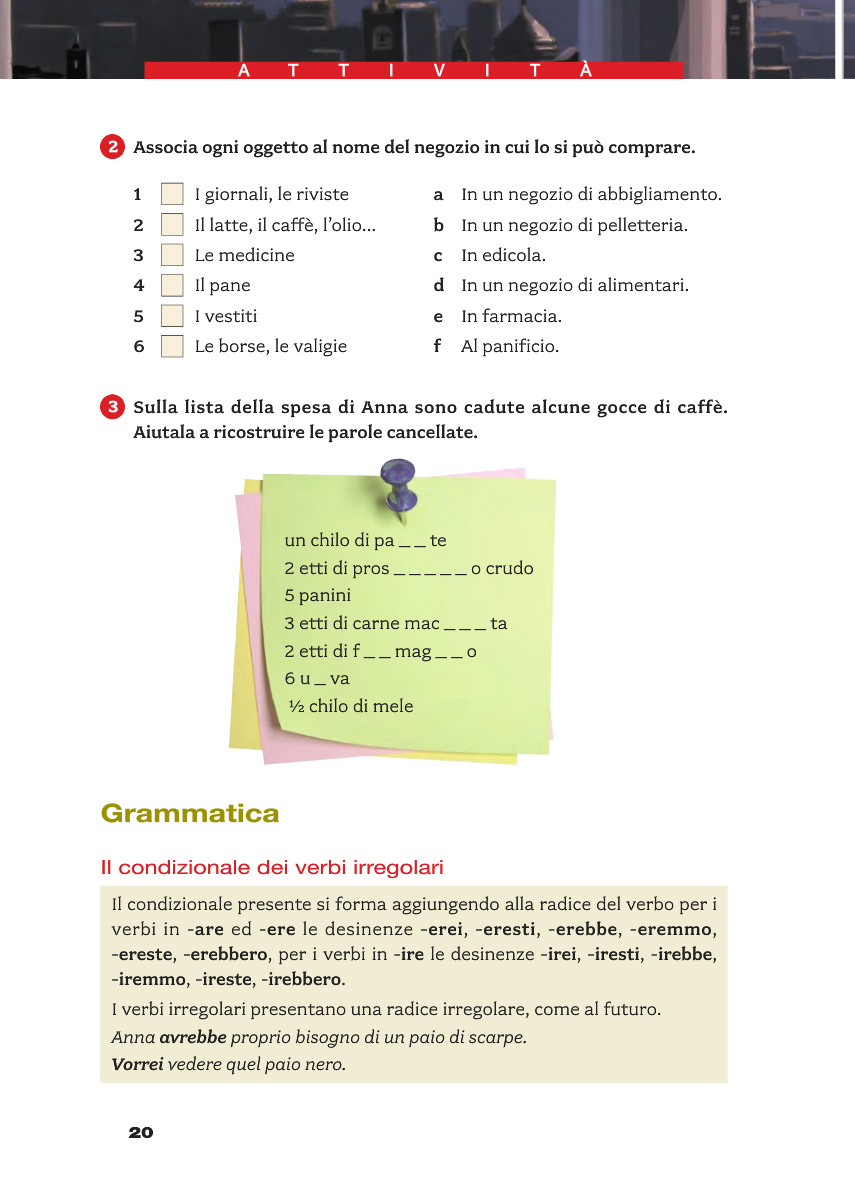 ATTIVITÀ
2 Associa ogni oggetto al nome del negozio in cui lo si può comprare.
1 I giornali, le riviste
2 Il latte, il caffè, l'olio...
3 Le medicine
4 Il pane
5 I vestiti
6 Le borse, le valigie
a In un negozio di abbigliamento.
b In un negozio di pelletteria.
c In edicola.
d In un negozio di alimentari.
e In farmacia.
f Al panificio.
3 Sulla lista della spesa di Anna sono cadute alcune gocce di caffè.
Aiutala a ricostruire le parole cancellate.
un chilo di pa _ _ te
2 etti di pros _ _ _ _ _ o crudo
5 panini
3 etti di carne mac _ _ _ ta
2 etti di f _ _ mag _ _ o
6 u _ va
½ chilo di mele
Grammatica
Il condizionale dei verbi irregolari
Il condizionale presente si forma aggiungendo alla radice del verbo per i
verbi in -are ed -ere le desinenze -erei, -eresti, -erebbe, -eremmo,
-ereste, -erebbero, per i verbi in -ire le desinenze -irei, -iresti, -irebbe,
-iremmo, -ireste, -irebbero.
I verbi irregolari presentano una radice irregolare, come al futuro.
Anna avrebbe proprio bisogno di un paio di scarpe.
Vorrei vedere quel paio nero.
20